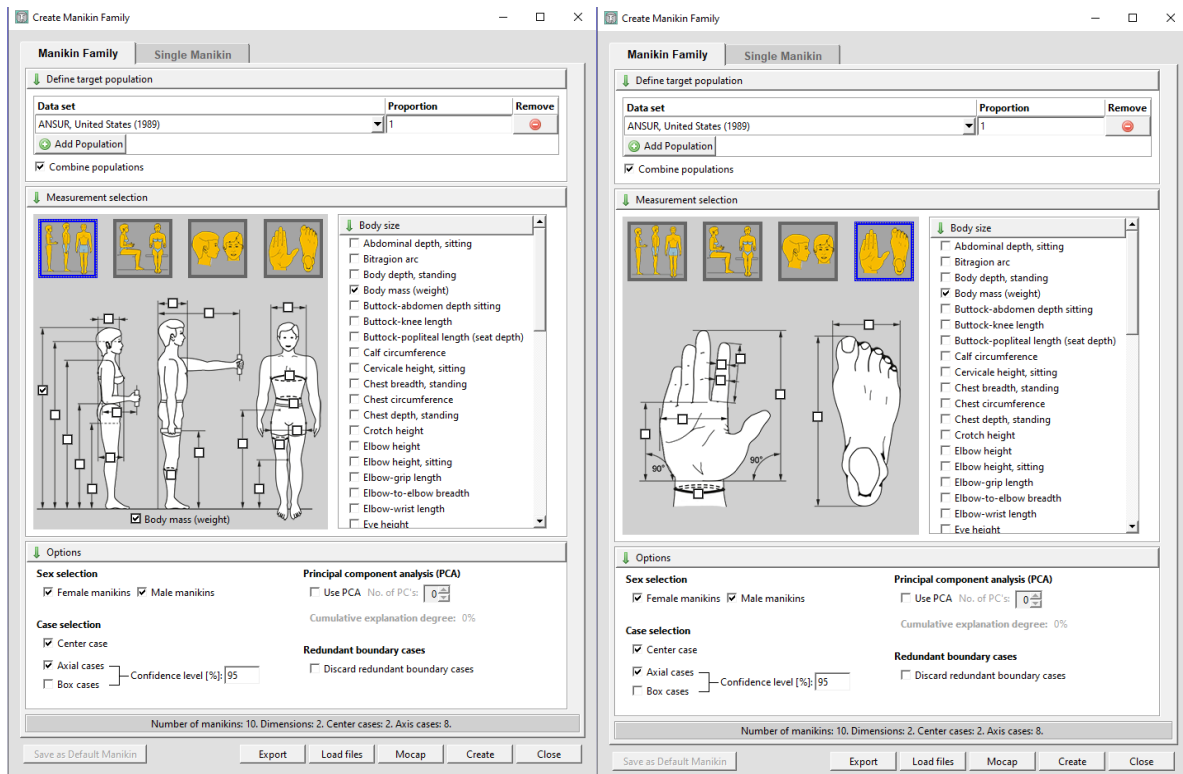 Create Manikin Family
Manikin Family
Single Manikin
Define target population
Data set Proportion Remove
ANSUR, United States (1989) 1
Add Population
Combine populations
Measurement selection
Body size
Abdominal depth, sitting
Bitragion arc
Body depth, standing
Body mass (weight)
Buttock-abdomen depth sitting
Buttock-knee length
Buttock-popliteal length (seat depth)
Calf circumference
Cervicale height, sitting
Chest breadth, standing
Chest circumference
Chest depth, standing
Crotch height
Elbow height
Elbow height, sitting
Elbow-grip length
Elbow-to-elbow breadth
Elbow-wrist length
Eye height
Body mass (weight)
Options
Sex selection
Female manikins Male manikins
Case selection
Center case
Axial cases
Box cases
Confidence level [%]: 95
Principal component analysis (PCA)
Use PCA No. of PC's: 0
Cumulative explanation degree: 0%
Redundant boundary cases
Discard redundant boundary cases
Number of manikins: 10. Dimensions: 2. Center cases: 2. Axis cases: 8.
Save as Default Manikin Export Load files Mocap Create Close
Create Manikin Family
Manikin Family
Single Manikin
Define target population
Data set Proportion Remove
ANSUR, United States (1989) 1
Add Population
Combine populations
Measurement selection
90°
90°
Body size
Abdominal depth, sitting
Bitragion arc
Body depth, standing
Body mass (weight)
Buttock-abdomen depth sitting
Buttock-knee length
Buttock-popliteal length (seat depth)
Calf circumference
Cervicale height, sitting
Chest breadth, standing
Chest circumference
Chest depth, standing
Crotch height
Elbow height
Elbow height, sitting
Elbow-grip length
Elbow-to-elbow breadth
Elbow-wrist length
Eye height
Options
Sex selection
Female manikins Male manikins
Case selection
Center case
Axial cases
Box cases
Confidence level [%]: 95
Principal component analysis (PCA)
Use PCA No. of PC's: 0
Cumulative explanation degree: 0%
Redundant boundary cases
Discard redundant boundary cases
Number of manikins: 10. Dimensions: 2. Center cases: 2. Axis cases: 8.
Save as Default Manikin Export Load files Mocap Create Close